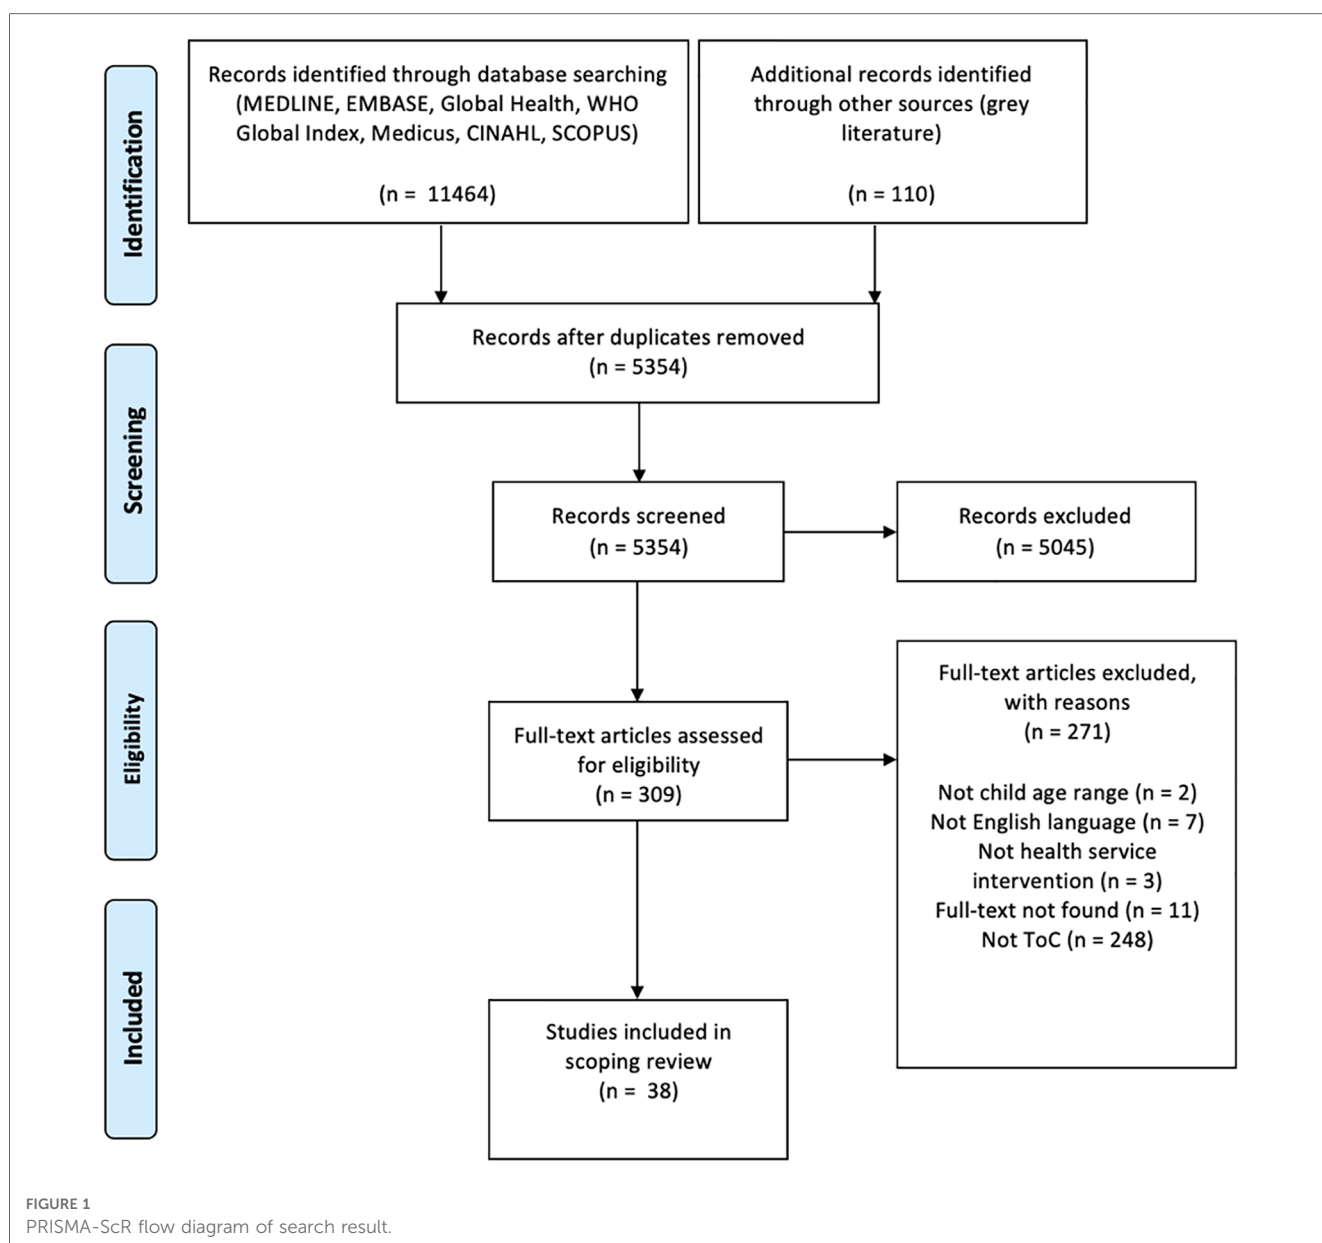 Identification
Records identified through database searching
(MEDLINE, EMBASE, Global Health, WHO
Global Index, Medicus, CINAHL, SCOPUS)
(n =  11464)
Additional records identified
through other sources (grey
literature)
(n = 110)
Records after duplicates removed
(n = 5354)
Screening
Records screened
(n = 5354)
Records excluded
(n = 5045)
Eligibility
Full-text articles assessed
for eligibility
(n = 309)
Full-text articles excluded,
with reasons
(n = 271)
Not child age range (n = 2)
Not English language (n = 7)
Not health service
intervention (n = 3)
Full-text not found (n = 11)
Not ToC (n = 248)
Included
Studies included in
scoping review
(n =  38)
FIGURE 1
PRISMA-ScR flow diagram of search result.